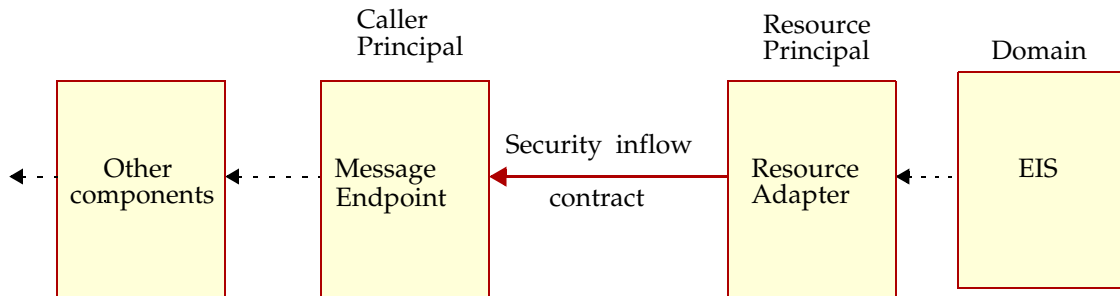 Caller
Principal
Resource
Principal
Domain
Other
components
Message
Endpoint
Security inflow
contract
Resource
Adapter
EIS